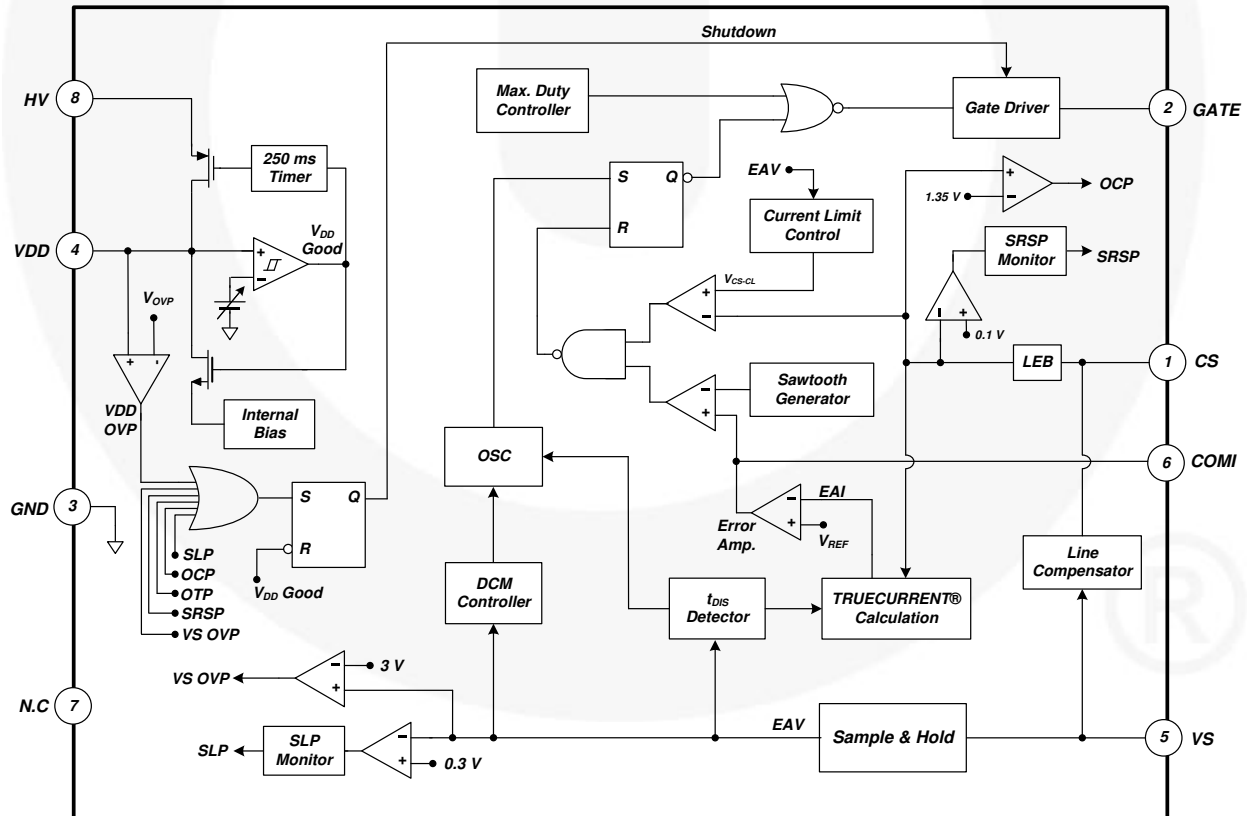 Shutdown
HV
8
Max. Duty
Controller
Gate Driver
2
GATE
250 ms
Timer
S
Q
R
EAV
Current Limit
Control
+
1.35 V
−
OCP
VDD
4
VDD
Good
+
−
SRSP
Monitor
SRSP
VCS-CL
+
−
−
+
0.1 V
VOVP
+
-
VDD
OVP
LEB
1
CS
Sawtooth
Generator
−
+
Internal
Bias
OSC
6
COMI
GND
3
S
Q
R
VDD Good
SLP
OCP
OTP
SRSP
VS OVP
EAI
−
+
VREF
Error
Amp.
Line
Compensator
DCM
Controller
tDIS
Detector
TRUECURRENT®
Calculation
®
N.C
7
VS OVP
−
+
3 V
EAV
Sample & Hold
5
VS
SLP
SLP
Monitor
−
+
0.3 V